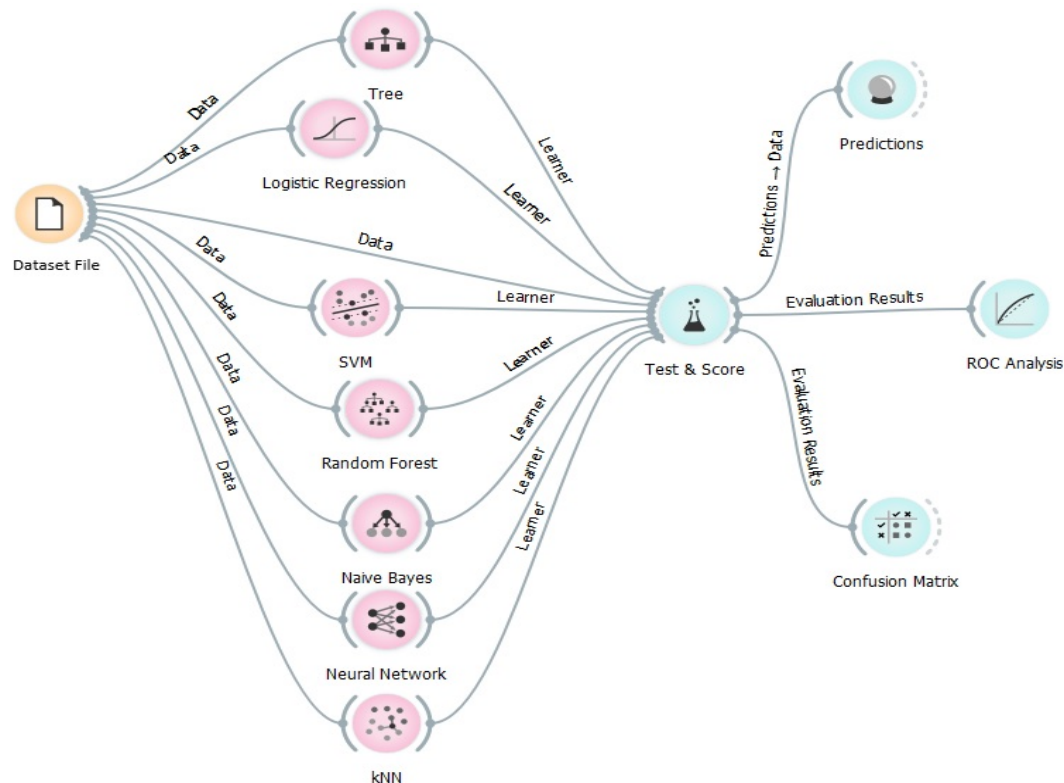 Tree
Data
Learner
Logistic Regression
Data
Learner
Predictions
Predictions → Data
Dataset File
Data
Data
SVM
Learner
Test & Score
Evaluation Results
ROC Analysis
Data
Random Forest
Learner
Evaluation Results
Data
Naive Bayes
Learner
Confusion Matrix
Data
Neural Network
Learner
Data
kNN
Learner